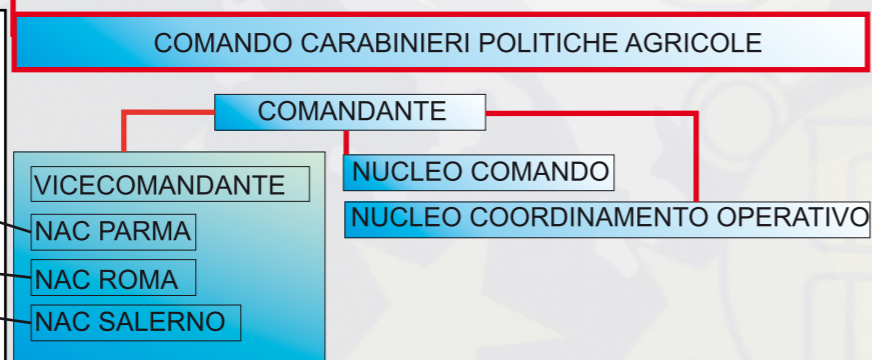 COMANDO CARABINIERI POLITICHE AGRICOLE
COMANDANTE
VICECOMANDANTE
NAC PARMA
NAC ROMA
NAC SALERNO
NUCLEO COMANDO
NUCLEO COORDINAMENTO OPERATIVO